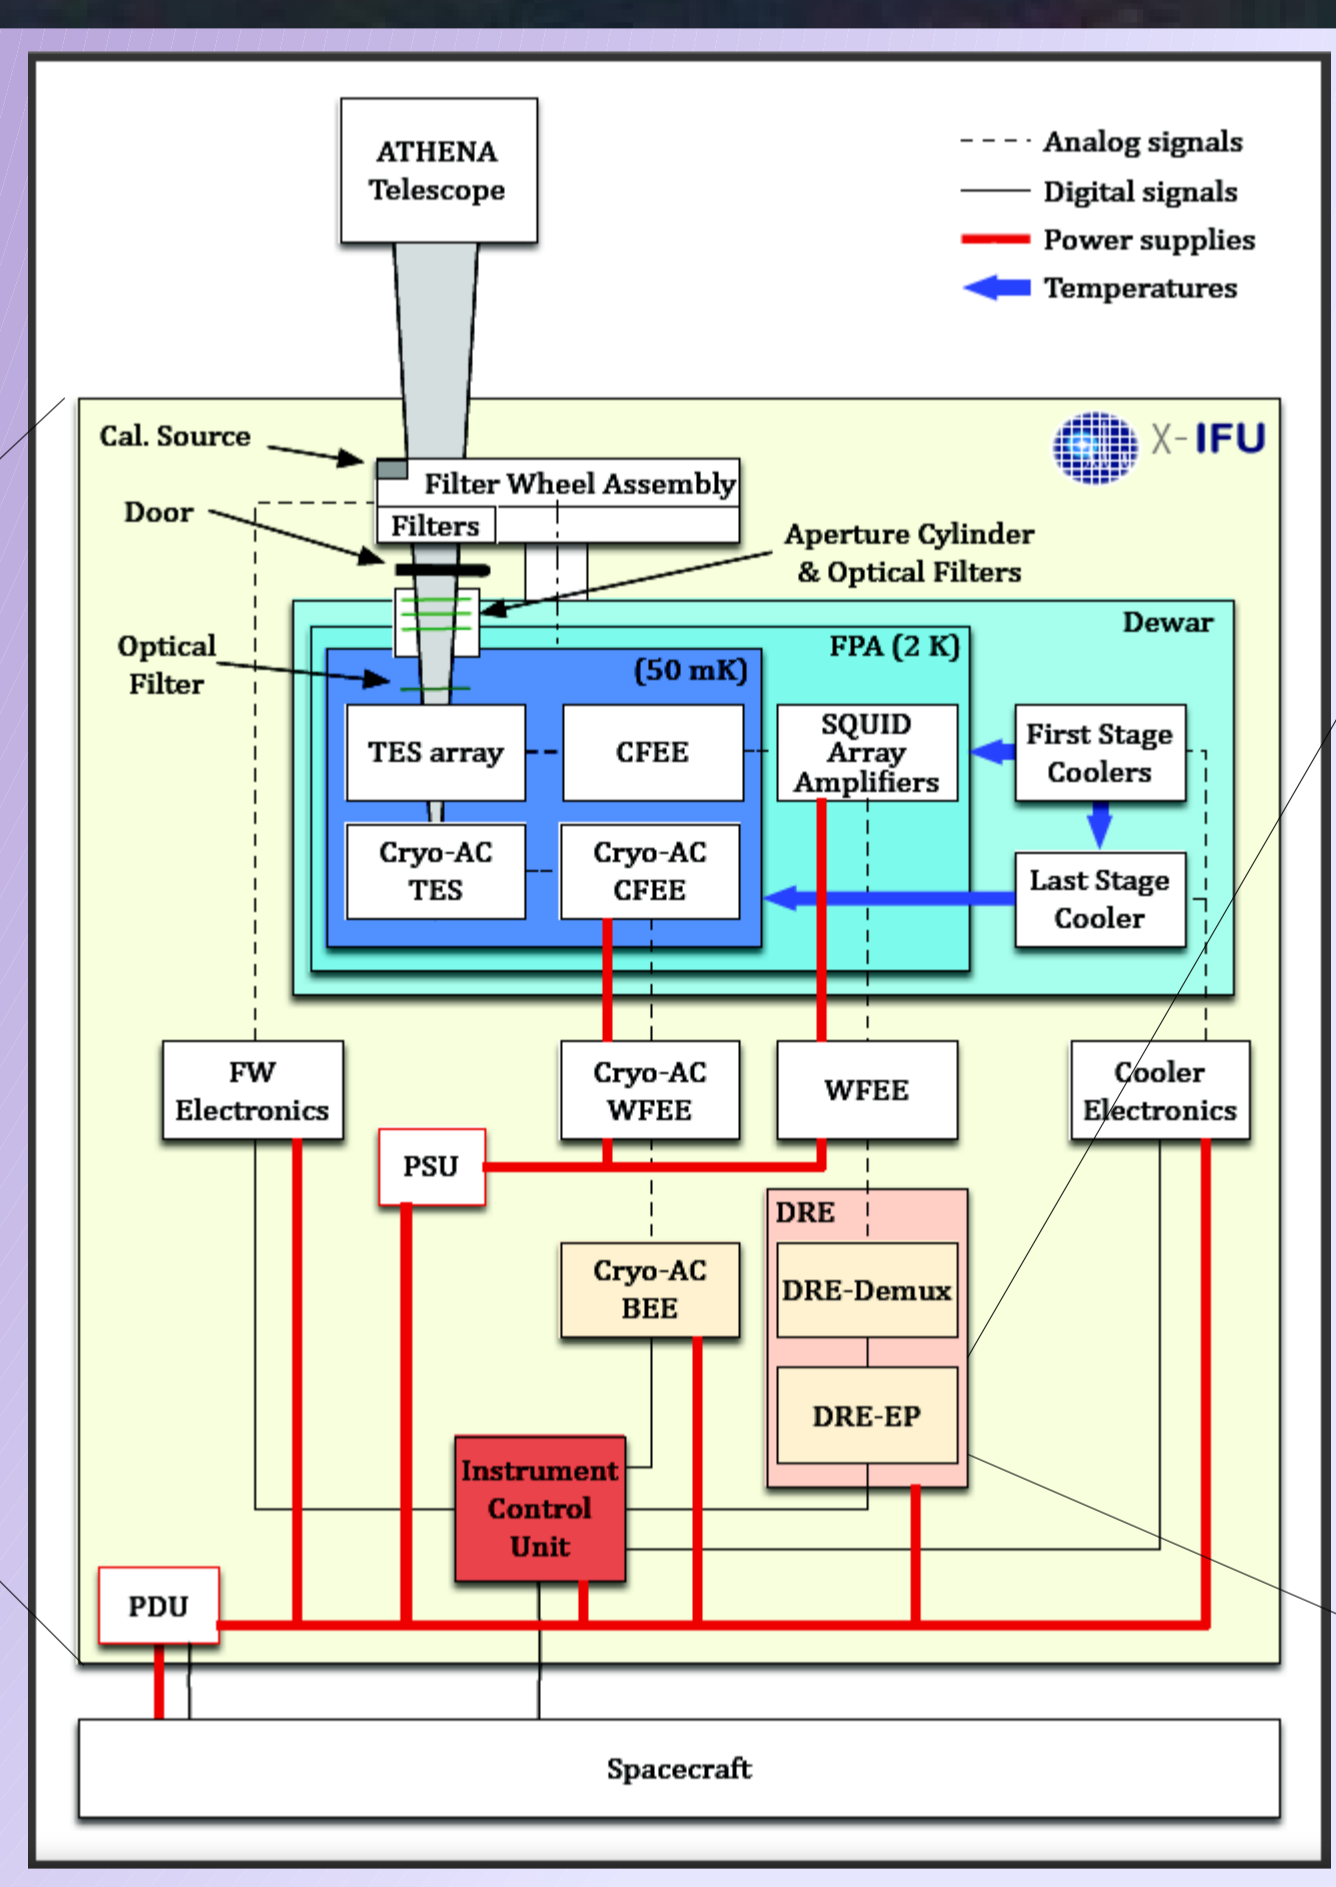 ATHENA
Telescope
Analog signals
Digital signals
Power supplies
Temperatures
X-IFU
Cal. Source
Filter Wheel Assembly
Door
Filters
Aperture Cylinder
& Optical Filters
Dewar
Optical
Filter
FPA (2 K)
(50 mK)
TES array
CFEE
SQUID
Array
Amplifiers
First Stage
Coolers
Cryo-AC
TES
Cryo-AC
CFEE
Last Stage
Cooler
FW
Electronics
Cryo-AC
WFEE
WFEE
Cooler
Electronics
PSU
DRE
Cryo-AC
BEE
DRE-Demux
DRE-EP
Instrument
Control
Unit
PDU
Spacecraft